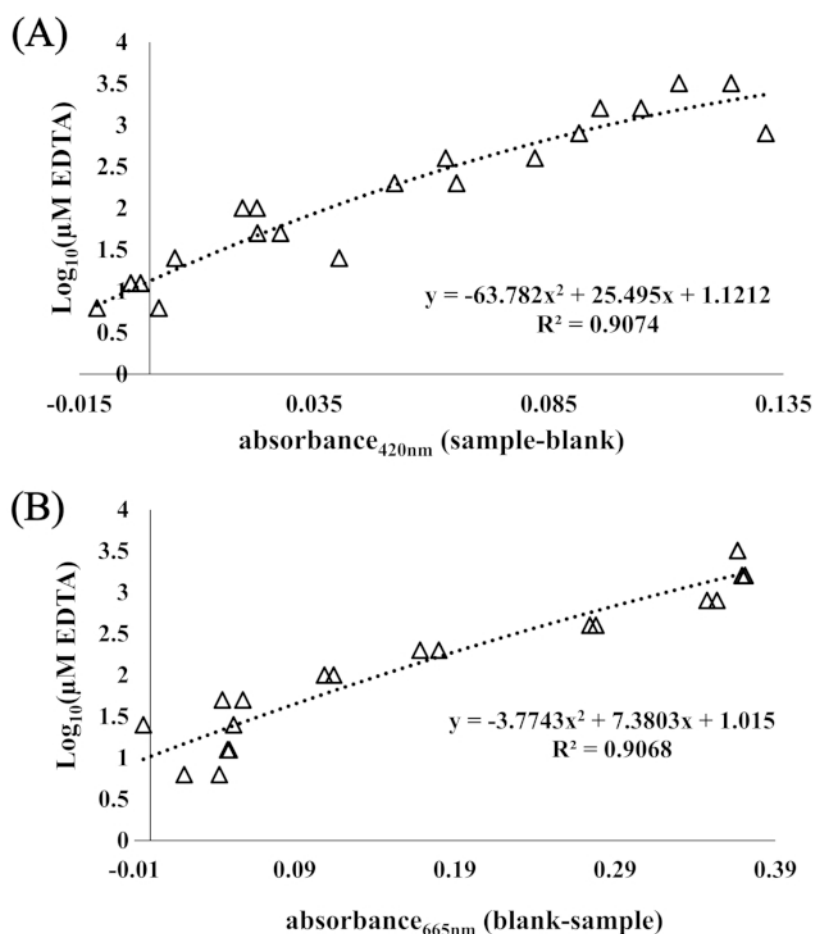 (A)
4
3.5
3
2.5
2
1.5
1
0.5
0
Log₁₀(µM EDTA)
y = -63.782x² + 25.495x + 1.1212
R² = 0.9074
-0.015 0.035 0.085 0.135
absorbance₄₂₀ₙₘ (sample-blank)
(B)
4
3.5
3
2.5
2
1.5
1
0.5
0
Log₁₀(µM EDTA)
y = -3.7743x² + 7.3803x + 1.015
R² = 0.9068
-0.01 0.09 0.19 0.29 0.39
absorbance₆₆₅ₙₘ (blank-sample)